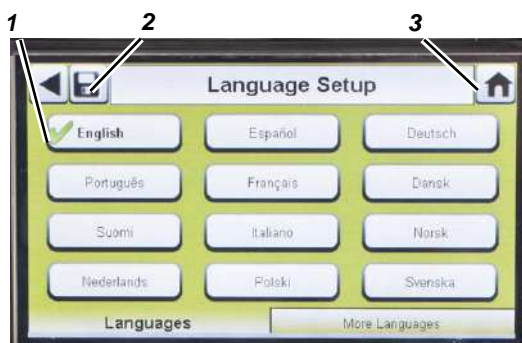 1 2 3
Language Setup
English Español Deutsch
Português Français Dansk
Suomi Italiano Norsk
Nederlands Polski Svenska
Languages More Languages